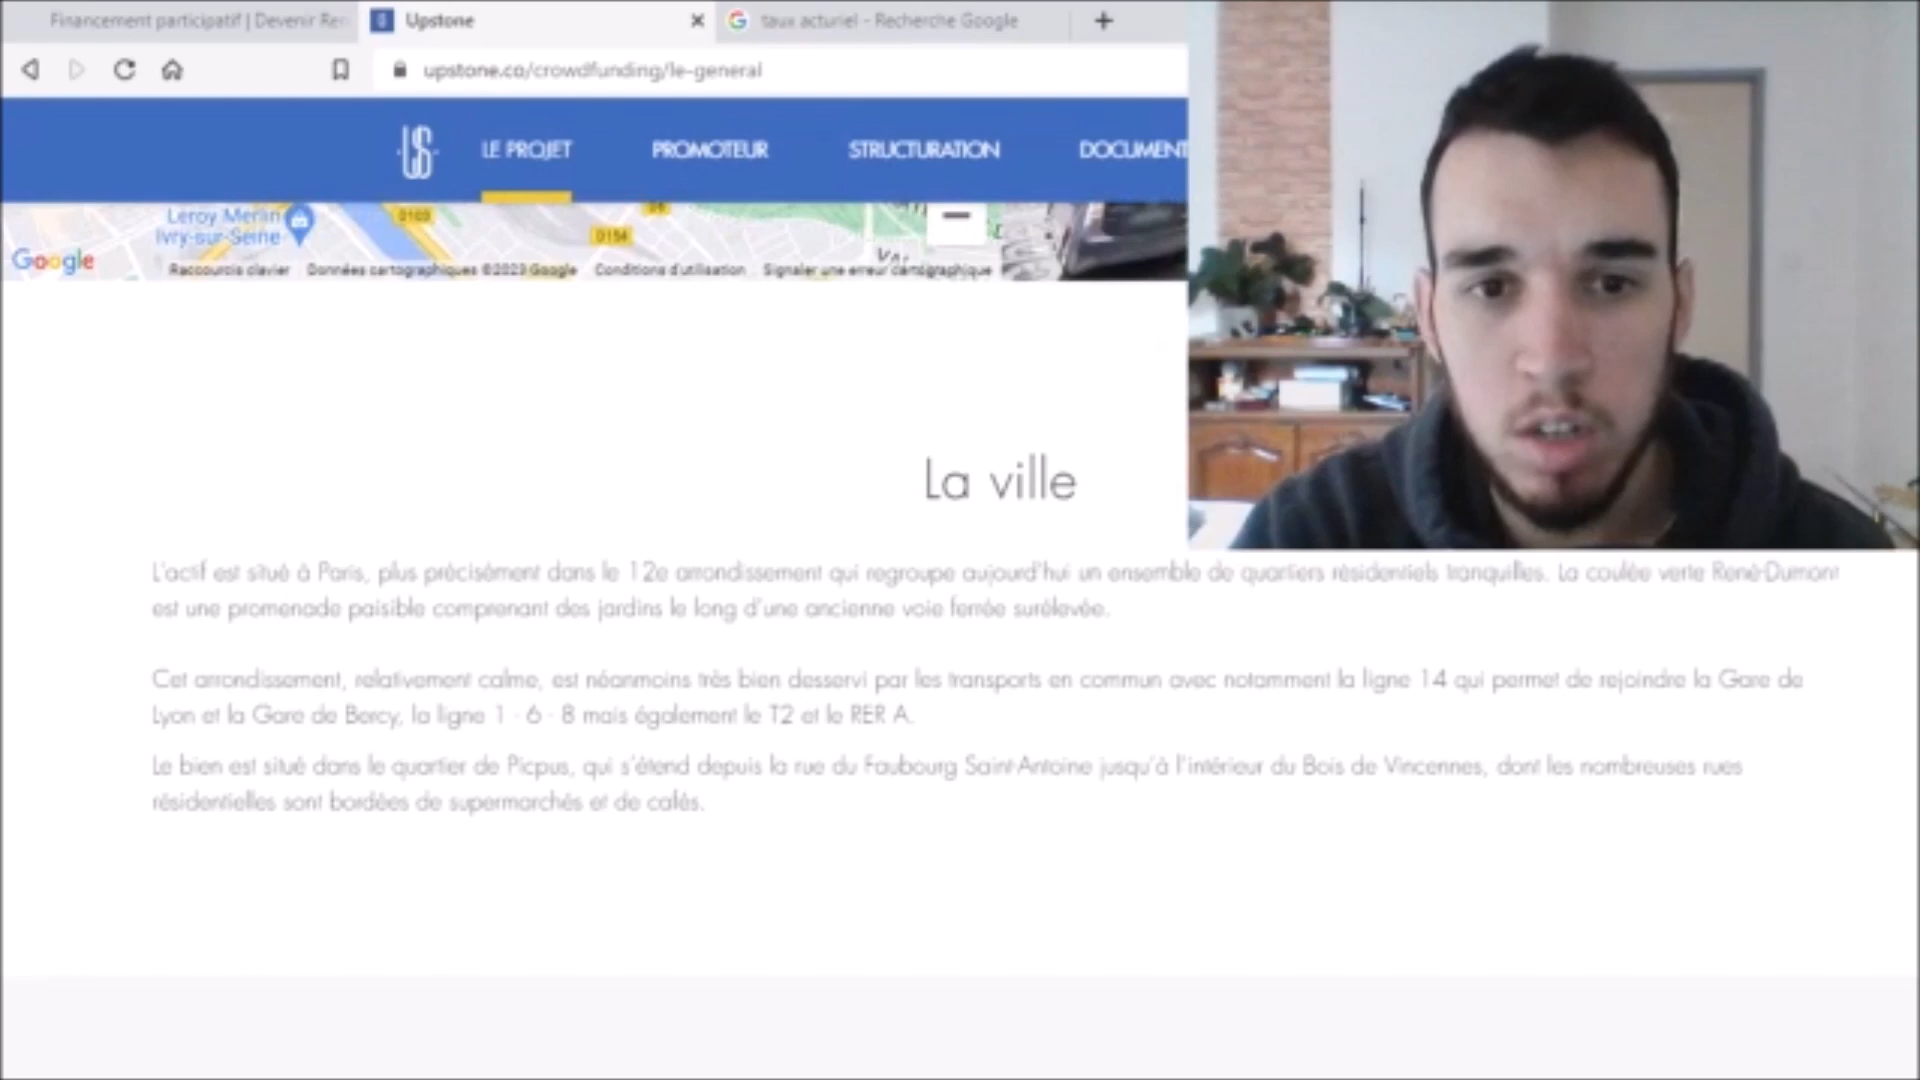 Financement participatif | Devenir Ren
Upstone
taux acturiel - Recherche Google
upstone.co/crowdfunding/le-general
LE PROJET
PROMOTEUR
STRUCTURATION
DOCUMENT
Leroy Merlin
Ivry-sur-Seine
D103
D154
Google
Raccourcis clavier
Données cartographiques ©2023 Google
Conditions d'utilisation
Signaler une erreur cartographique
La ville
L'actif est situé à Paris, plus précisément dans le 12e arrondissement qui regroupe aujourd'hui un ensemble de quartiers résidentiels tranquilles. La coulée verte René-Dumont
est une promenade paisible comprenant des jardins le long d'une ancienne voie ferrée surélevée.
Cet arrondissement, relativement calme, est néanmoins très bien desservi par les transports en commun avec notamment la ligne 14 qui permet de rejoindre la Gare de
Lyon et la Gare de Bercy, la ligne 1 - 6 - 8 mais également le T2 et le RER A.
Le bien est situé dans le quartier de Picpus, qui s'étend depuis la rue du Faubourg Saint-Antoine jusqu'à l'intérieur du Bois de Vincennes, dont les nombreuses rues
résidentielles sont bordées de supermarchés et de cafés.